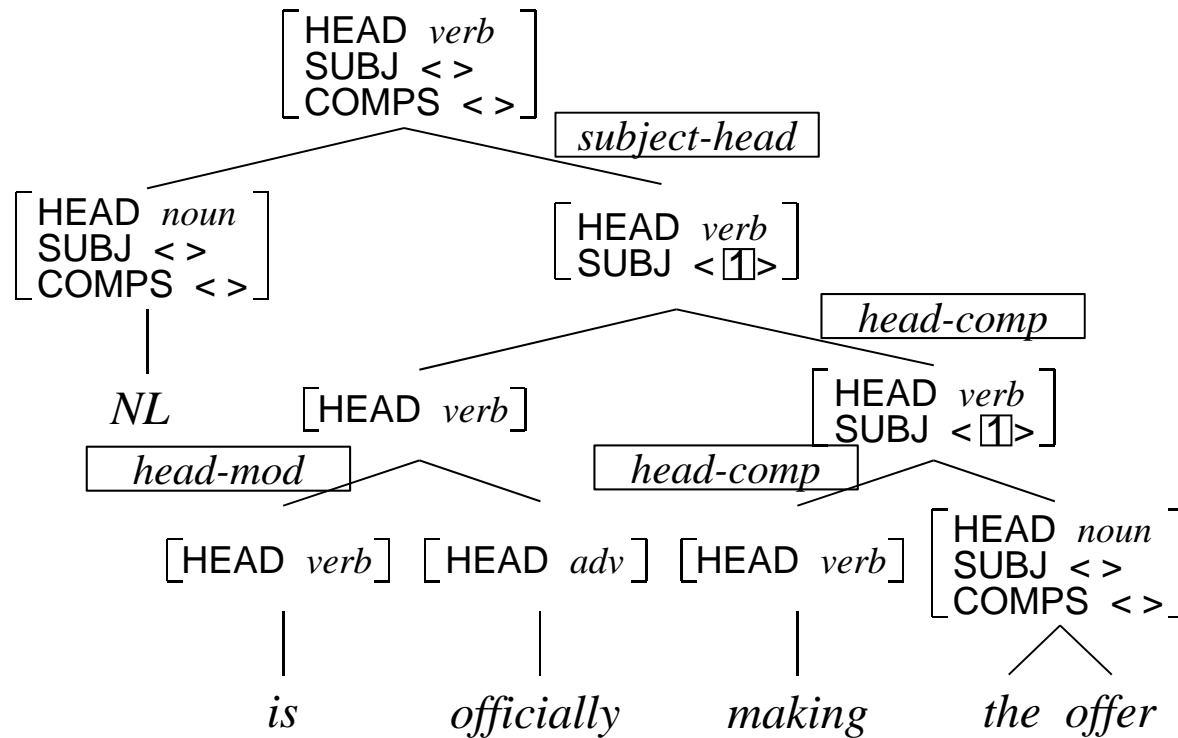 HEAD verb
SUBJ < >
COMPS < >
subject-head
HEAD noun
SUBJ < >
COMPS < >
HEAD verb
SUBJ < 1 >
head-comp
NL
HEAD verb
HEAD verb
SUBJ < 1 >
head-mod
head-comp
HEAD verb
HEAD adv
HEAD verb
HEAD noun
SUBJ < >
COMPS < >
is officially making the offer